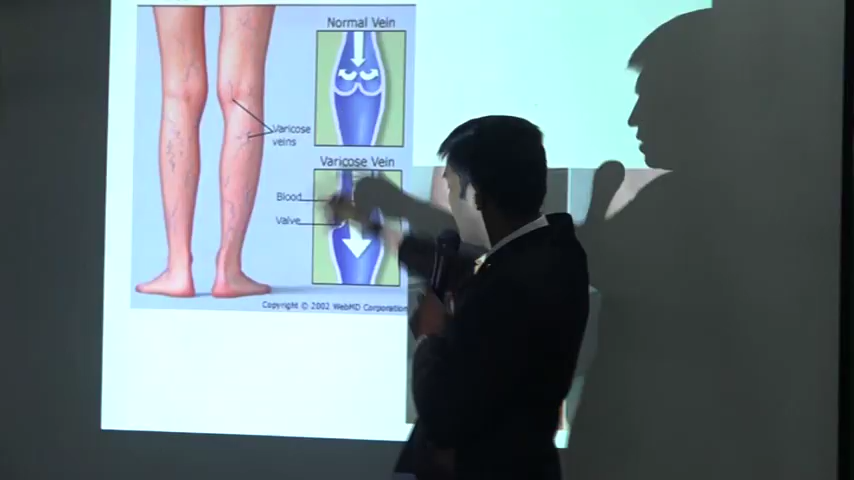 Normal Vein
Varicose
veins
Varicose Vein
Blood
Valve
Copyright © 2002 WebMD Corporation